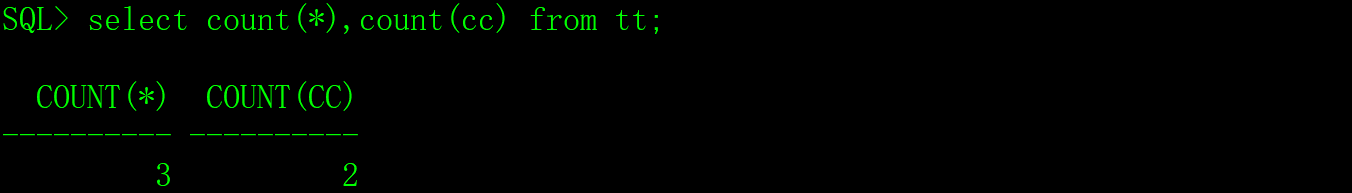 SQL> select count(*),count(cc) from tt;
COUNT(*) COUNT(CC)
---------- ----------
3 2